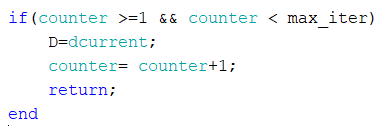 if(counter >=1 && counter < max_iter)
    D=dcurrent;
    counter= counter+1;
    return;
end